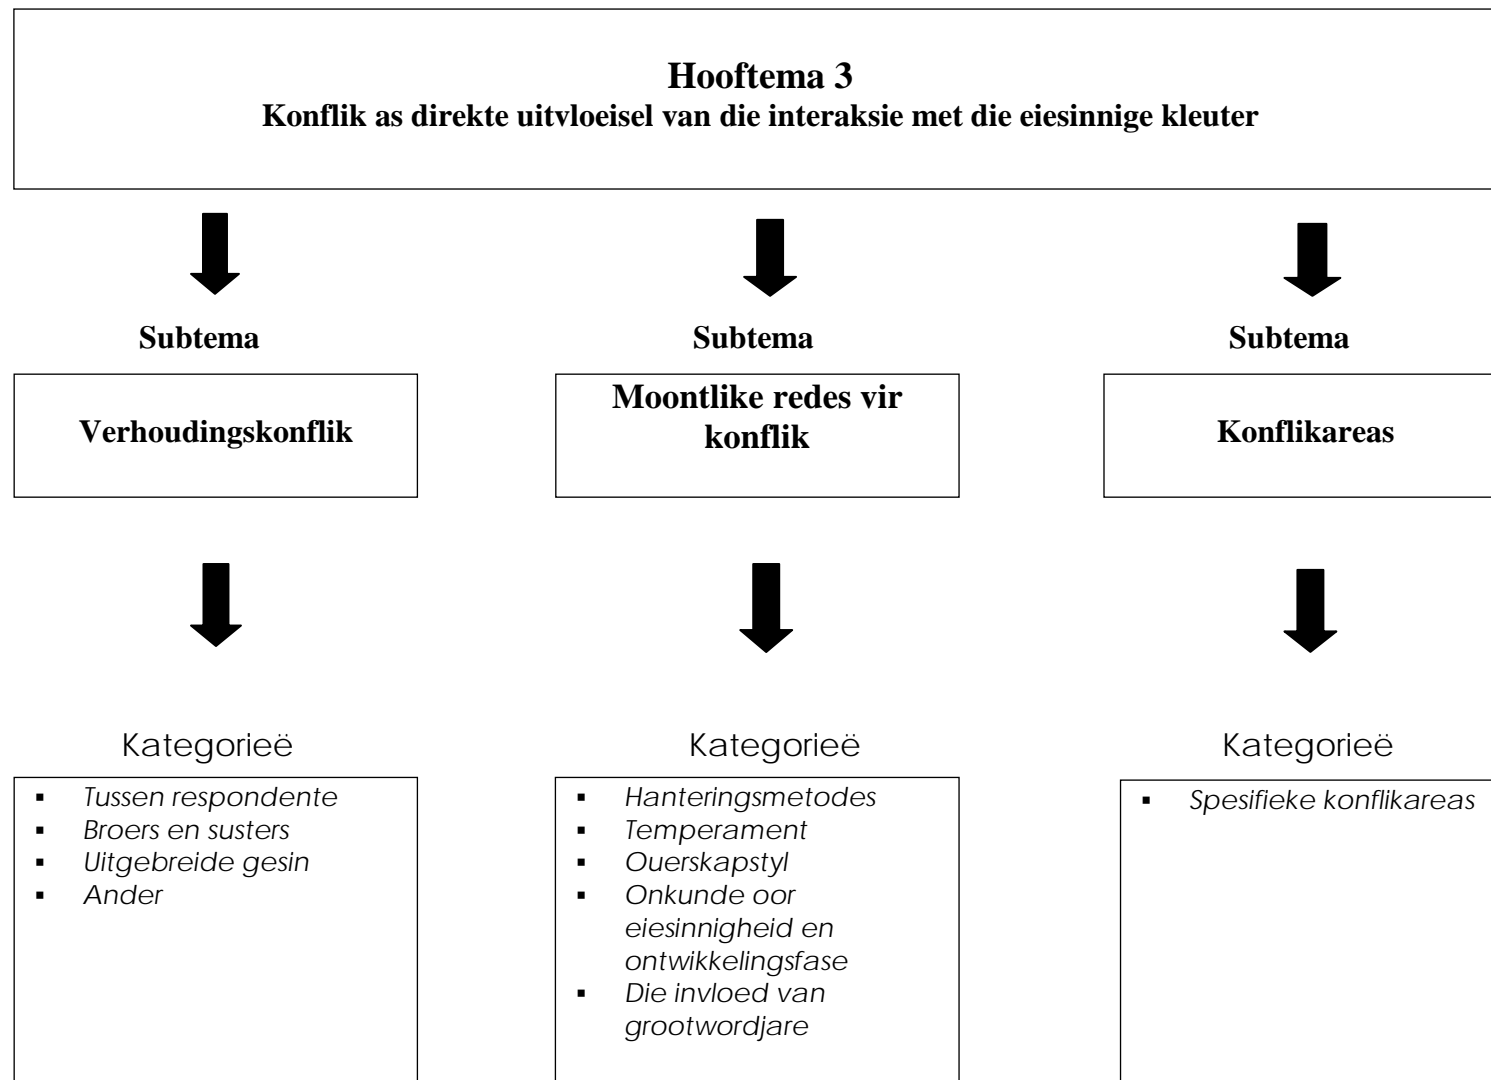 Hooftema 3
Konflik as direkte uitvloeisel van die interaksie met die eiesinnige kleuter
Subtema
Verhoudingskonflik
Kategorieë
▪ Tussen respondente
▪ Broers en susters
▪ Uitgebreide gesin
▪ Ander
Subtema
Moontlike redes vir
konflik
Kategorieë
▪ Hanteringsmetodes
▪ Temperament
▪ Ouerskapstyl
▪ Onkunde oor
eiesinnigheid en
ontwikkelingsfase
▪ Die invloed van
grootwordjare
Subtema
Konflikareas
Kategorieë
▪ Spesifieke konflikareas